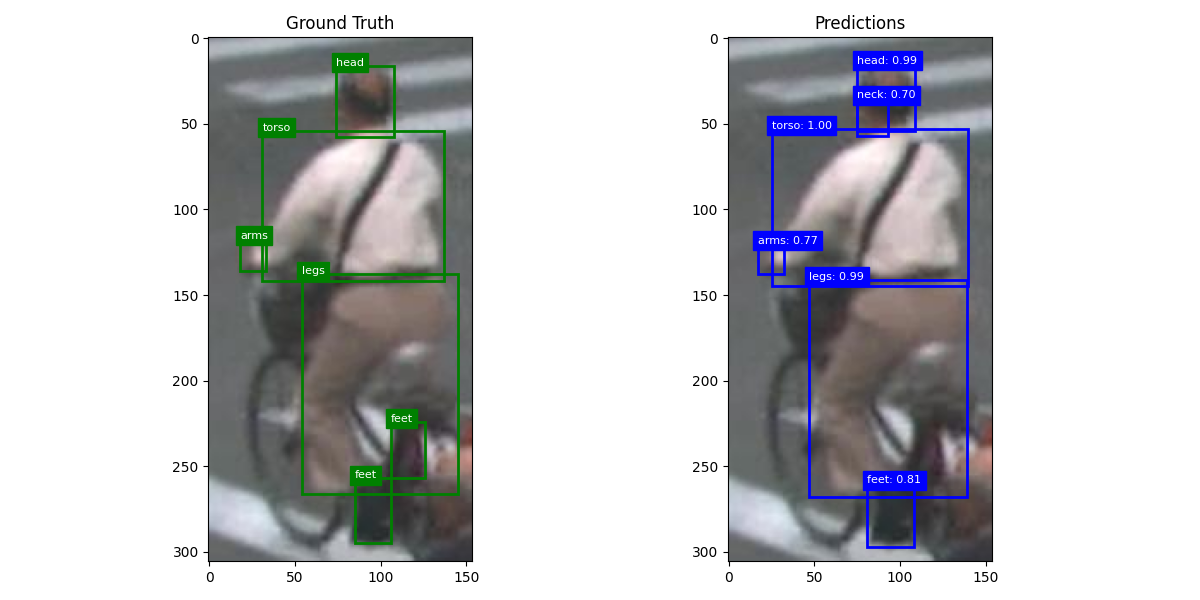 Ground Truth
0
50
100
150
200
250
300
0 50 100 150
head
torso
arms
legs
feet
feet
Predictions
0
50
100
150
200
250
300
0 50 100 150
head: 0.99
neck: 0.70
torso: 1.00
arms: 0.77
legs: 0.99
feet: 0.81